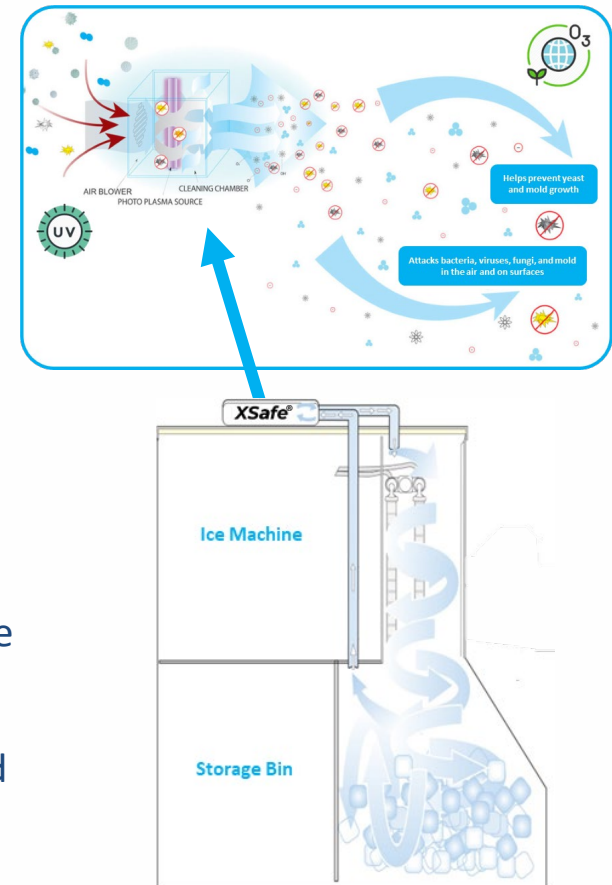 O3
AIR BLOWER
PHOTO PLASMA SOURCE
CLEANING CHAMBER
UV
Helps prevent yeast
and mold growth
Attacks bacteria, viruses, fungi, and mold
in the air and on surfaces
XSafe®
Ice Machine
Storage Bin